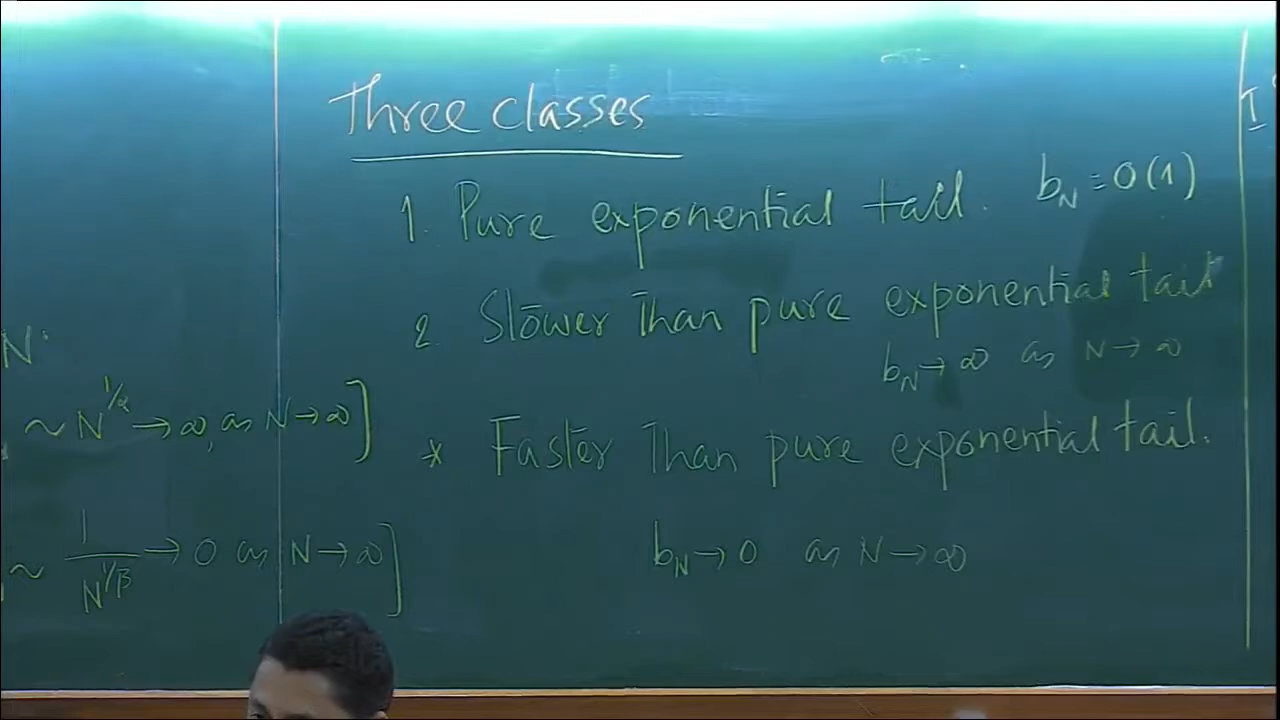 Three classes
1. Pure exponential tail. b_N = O(1)
2. Slower than pure exponential tail
b_N → ∞ as N → ∞
* Faster than pure exponential tail.
b_N → 0 as N → ∞
N.
~ N^{1/α} → ∞, as N → ∞]
~ 1/N^{1/β} → 0 as N → ∞]
I